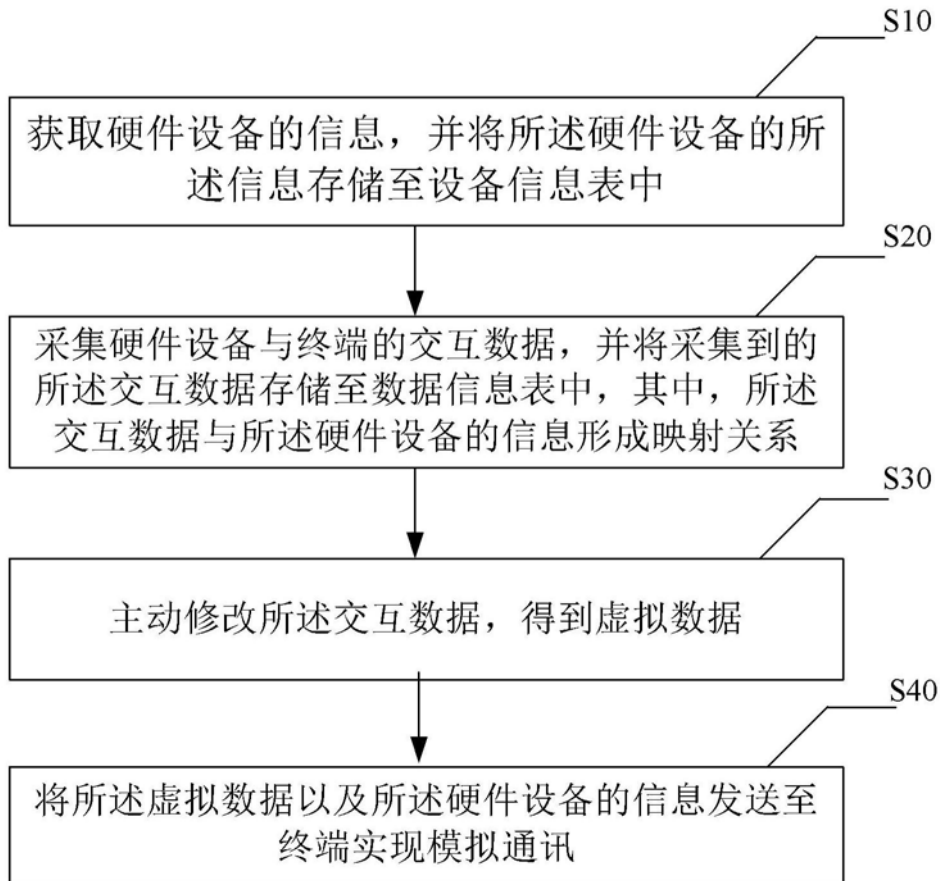 S10
获取硬件设备的信息，并将所述硬件设备的所
述信息存储至设备信息表中
S20
采集硬件设备与终端的交互数据，并将采集到的
所述交互数据存储至数据信息表中，其中，所述
交互数据与所述硬件设备的信息形成映射关系
S30
主动修改所述交互数据，得到虚拟数据
S40
将所述虚拟数据以及所述硬件设备的信息发送至
终端实现模拟通讯